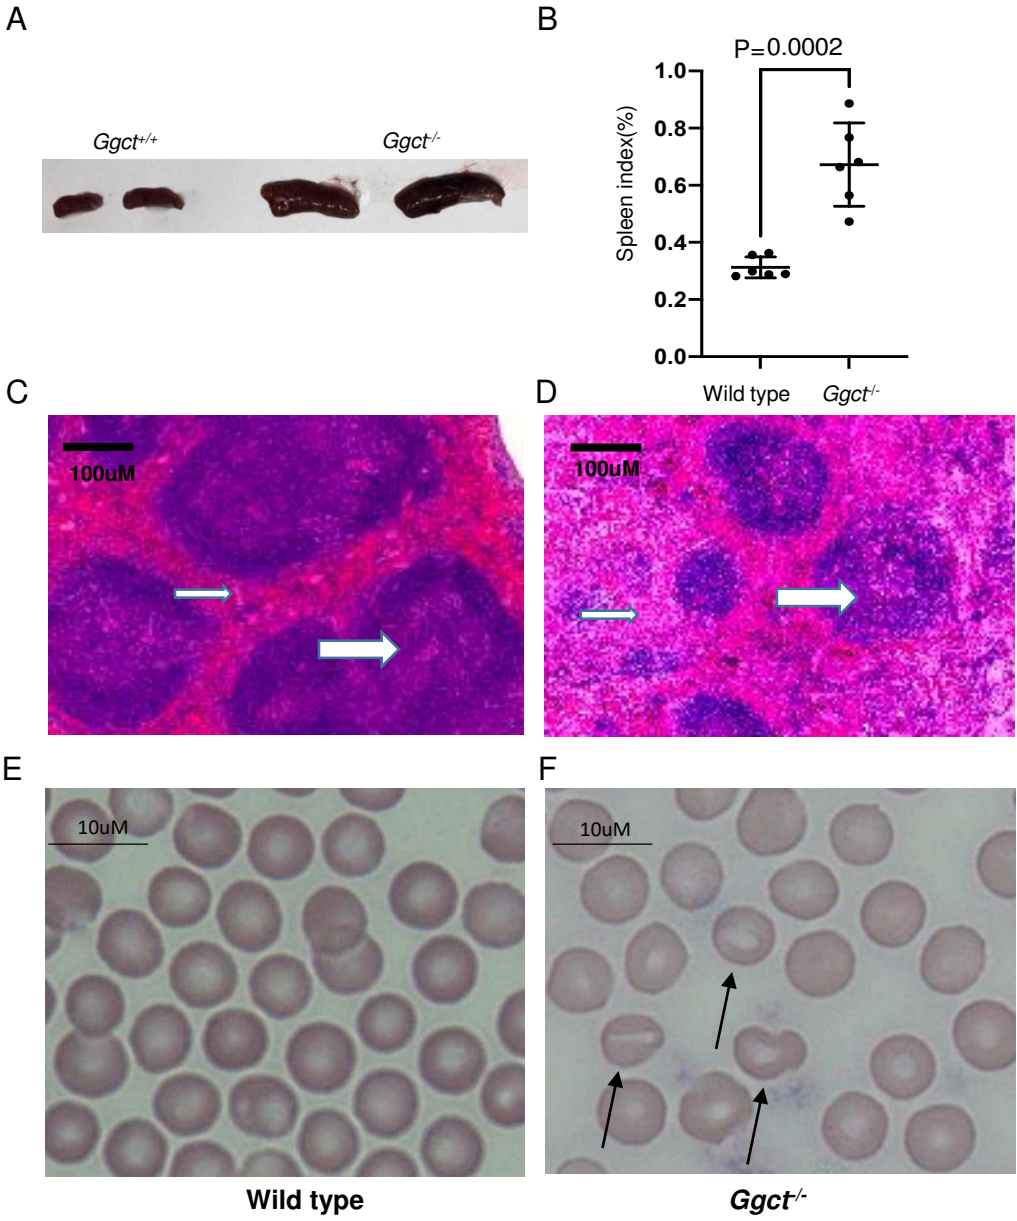 A
B
Ggct+/+
Ggct-/-
P=0.0002
Spleen index(%)
1.0
0.8
0.6
0.4
0.2
0.0
Wild type
Ggct-/-
C
D
100uM
100uM
E
F
10uM
10uM
Wild type
Ggct-/-